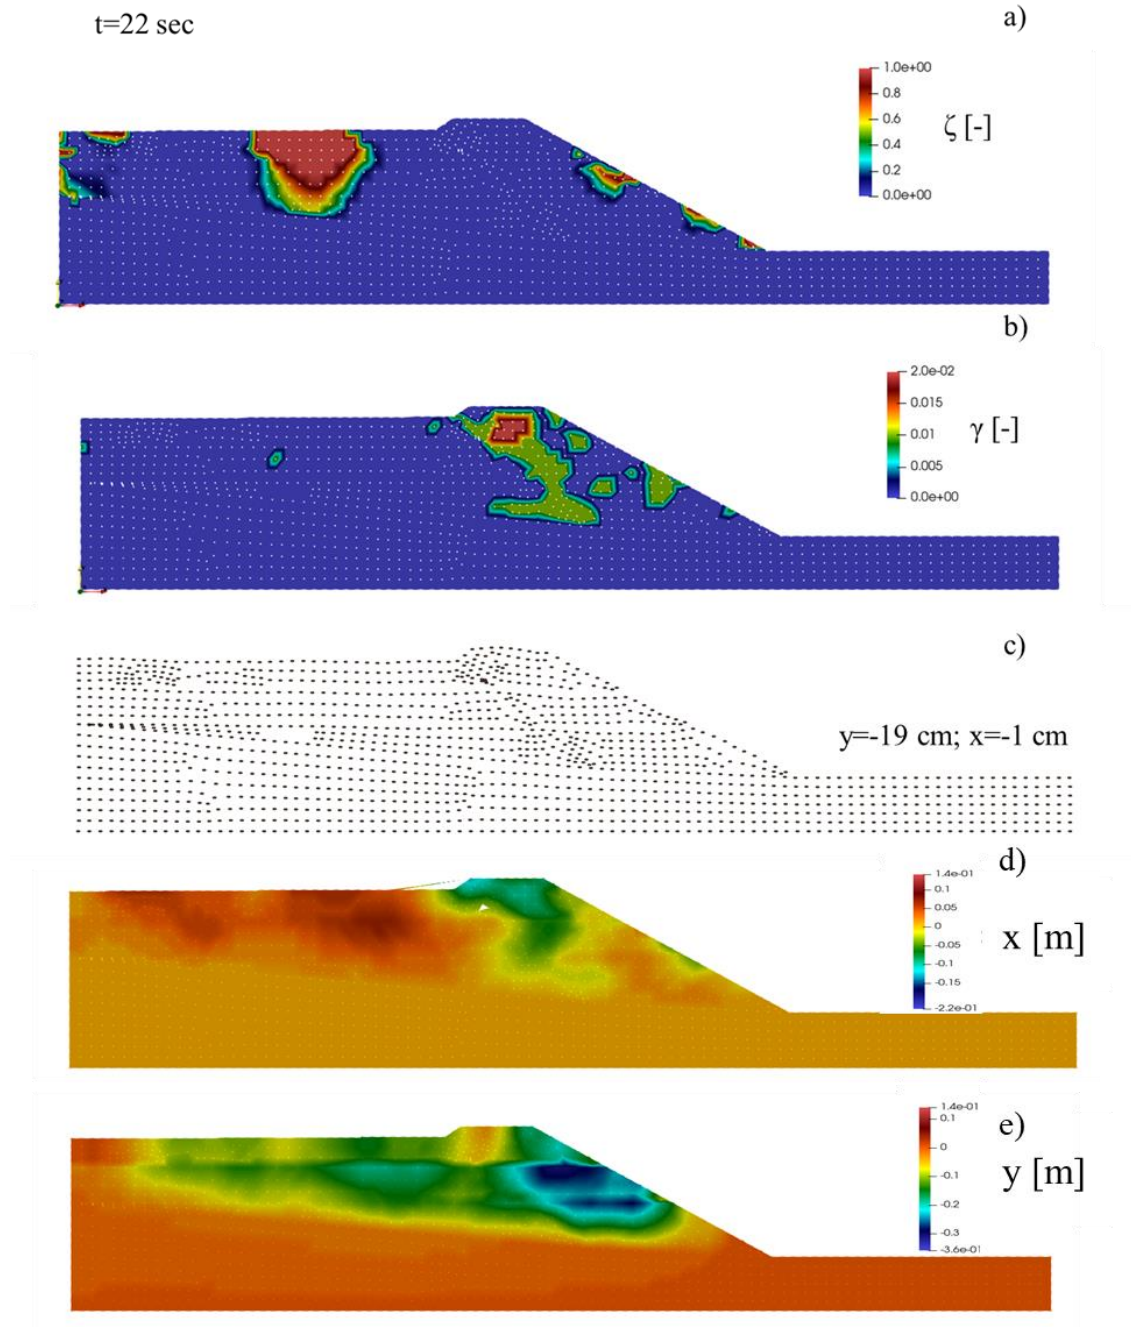 t=22 sec
a)
1.0e+00
0.8
0.6
0.4
0.2
0.0e+00
ζ [-]
b)
2.0e-02
0.015
0.01
0.005
0.0e+00
γ [-]
c)
y=-19 cm; x=-1 cm
d)
1.4e-01
0.1
0.05
0
-0.05
-0.1
-0.15
-2.2e-01
x [m]
1.4e-01
0.1
0
-0.1
-0.2
-0.3
-3.6e-01
e)
y [m]